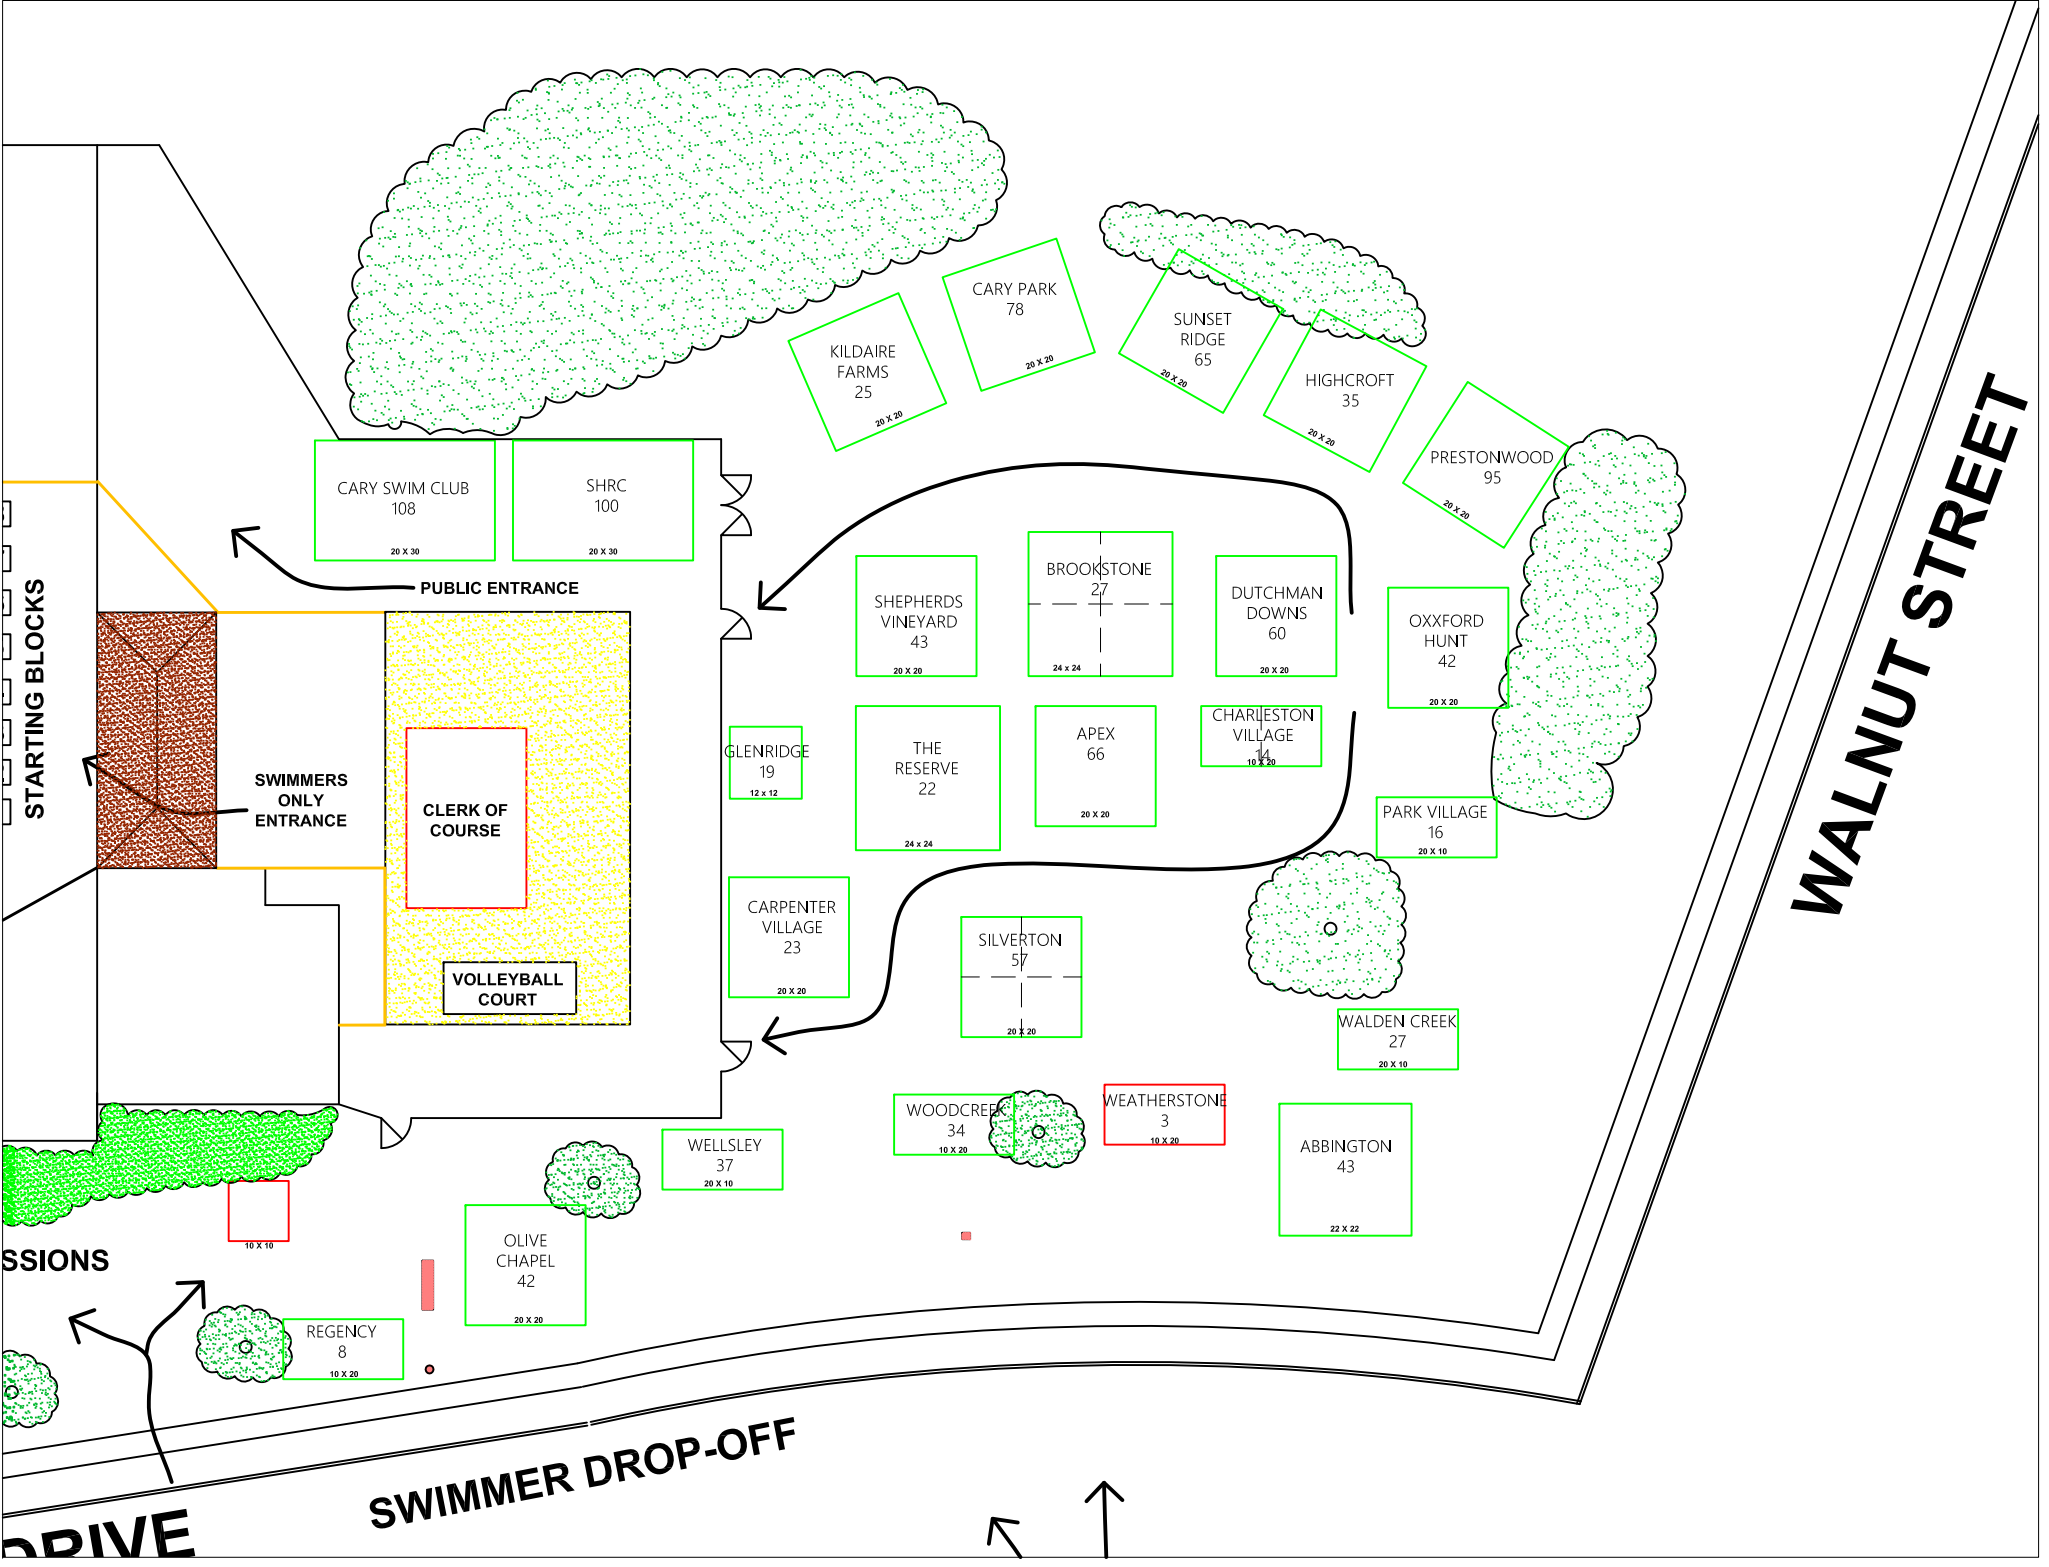 CARY PARK
78
20 X 20
SUNSET
RIDGE
65
20 X 20
KILDAIRE
FARMS
25
20 X 20
HIGHCROFT
35
20 X 20
PRESTONWOOD
95
20 X 20
CARY SWIM CLUB
108
20 X 30
SHRC
100
20 X 30
PUBLIC ENTRANCE
STARTING BLOCKS
WALNUT STREET
BROOKSTONE
27
24 x 24
SHEPHERDS
VINEYARD
43
20 X 20
DUTCHMAN
DOWNS
60
20 X 20
OXXFORD
HUNT
42
20 X 20
GLENRIDGE
19
12 x 12
THE
RESERVE
22
24 x 24
APEX
66
20 X 20
CHARLESTON
VILLAGE
14
10 X 20
SWIMMERS
ONLY
ENTRANCE
CLERK OF
COURSE
PARK VILLAGE
16
20 X 10
CARPENTER
VILLAGE
23
20 X 20
SILVERTON
57
20 X 20
VOLLEYBALL
COURT
WALDEN CREEK
27
20 X 10
WOODCREEK
34
10 X 20
WEATHERSTONE
3
10 X 20
WELLSLEY
37
20 X 10
ABBINGTON
43
22 X 22
10 X 10
SSIONS
OLIVE
CHAPEL
42
20 X 20
REGENCY
8
10 X 20
SWIMMER DROP-OFF
DRIVE